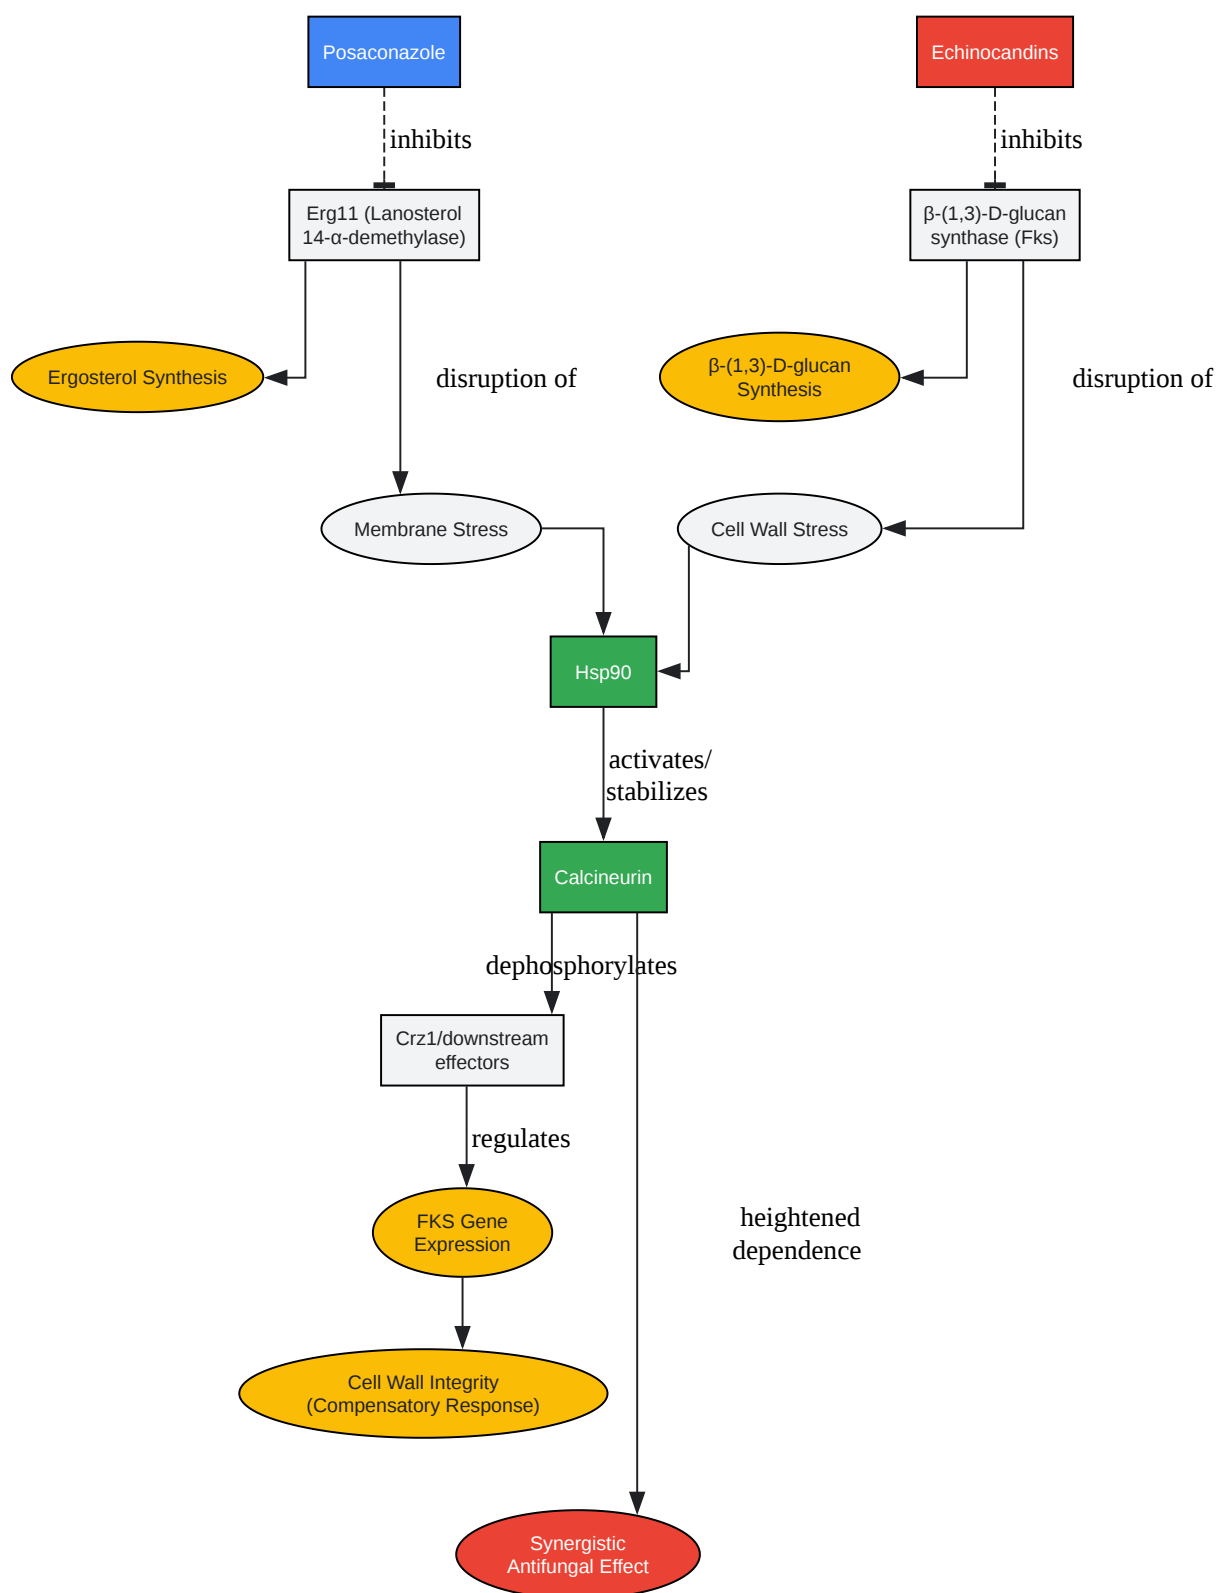 Posaconazole
Echinocandins
inhibits
inhibits
Erg11 (Lanosterol
14-α-demethylase)
β-(1,3)-D-glucan
synthase (Fks)
Ergosterol Synthesis
disruption of
β-(1,3)-D-glucan
Synthesis
disruption of
Membrane Stress
Cell Wall Stress
Hsp90
activates/
stabilizes
Calcineurin
dephosphorylates
Crz1/downstream
effectors
regulates
FKS Gene
Expression
heightened
dependence
Cell Wall Integrity
(Compensatory Response)
Synergistic
Antifungal Effect